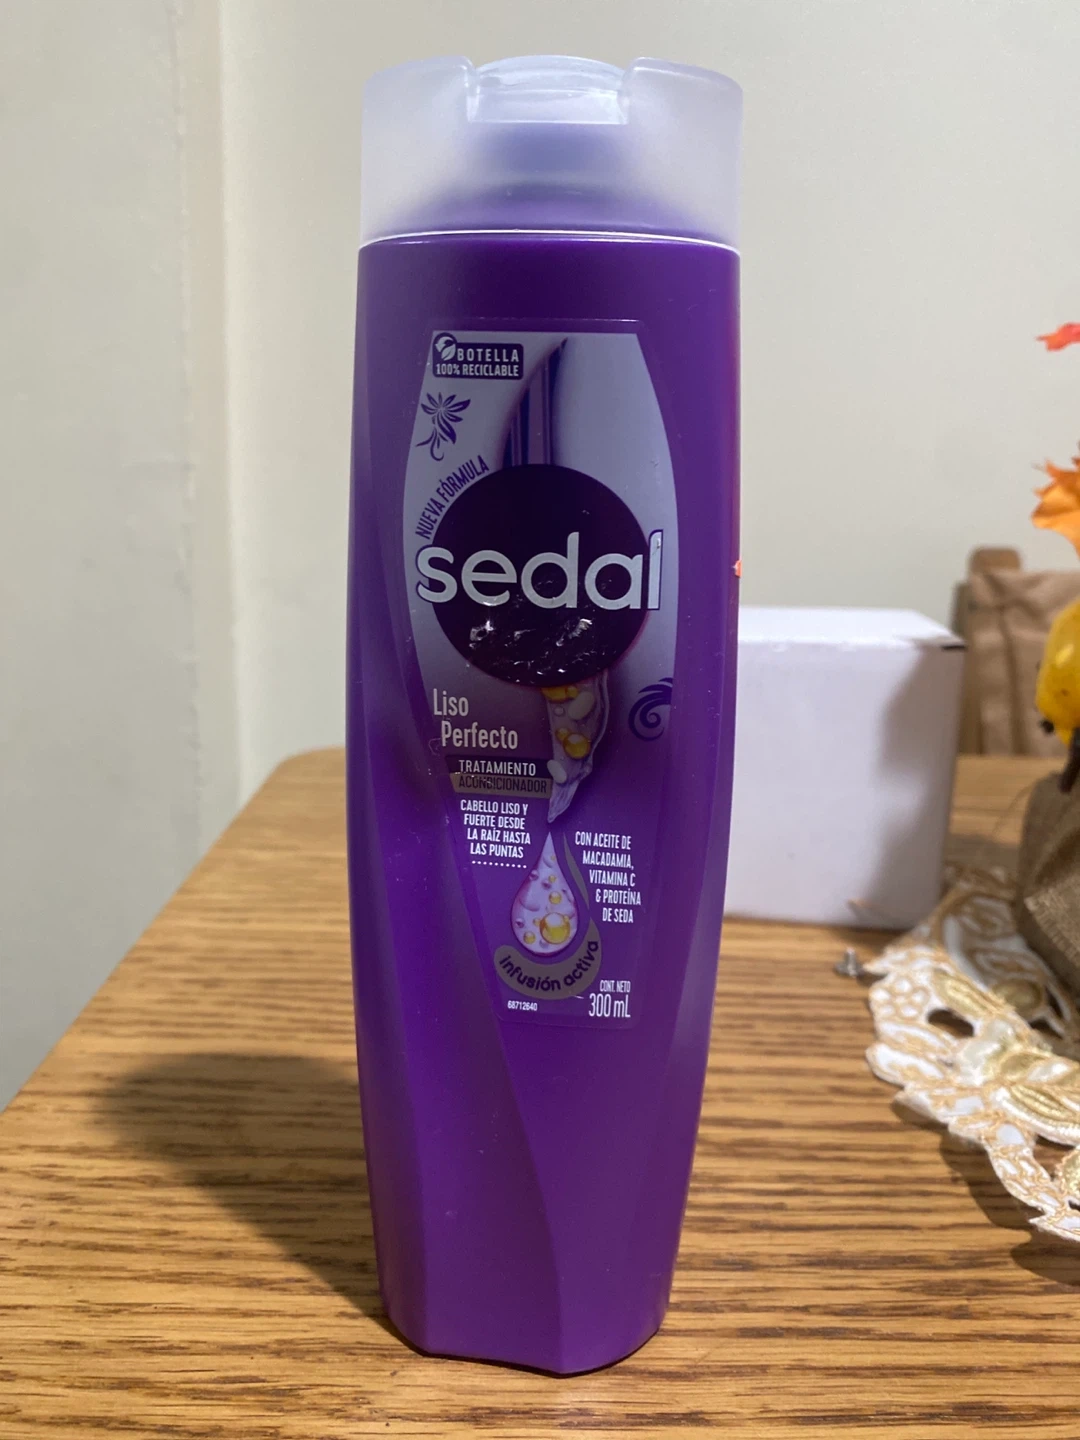 BOTELLA
100% RECICLABLE
NUEVA FÓRMULA
sedal
Liso
Perfecto
TRATAMIENTO
ACONDICIONADOR
CABELLO LISO Y
FUERTE DESDE
LA RAÍZ HASTA
LAS PUNTAS
CON ACEITE DE
MACADAMIA,
VITAMINA C
& PROTEÍNA
DE SEDA
infusión activa
CONT. NETO
300 mL
68712640